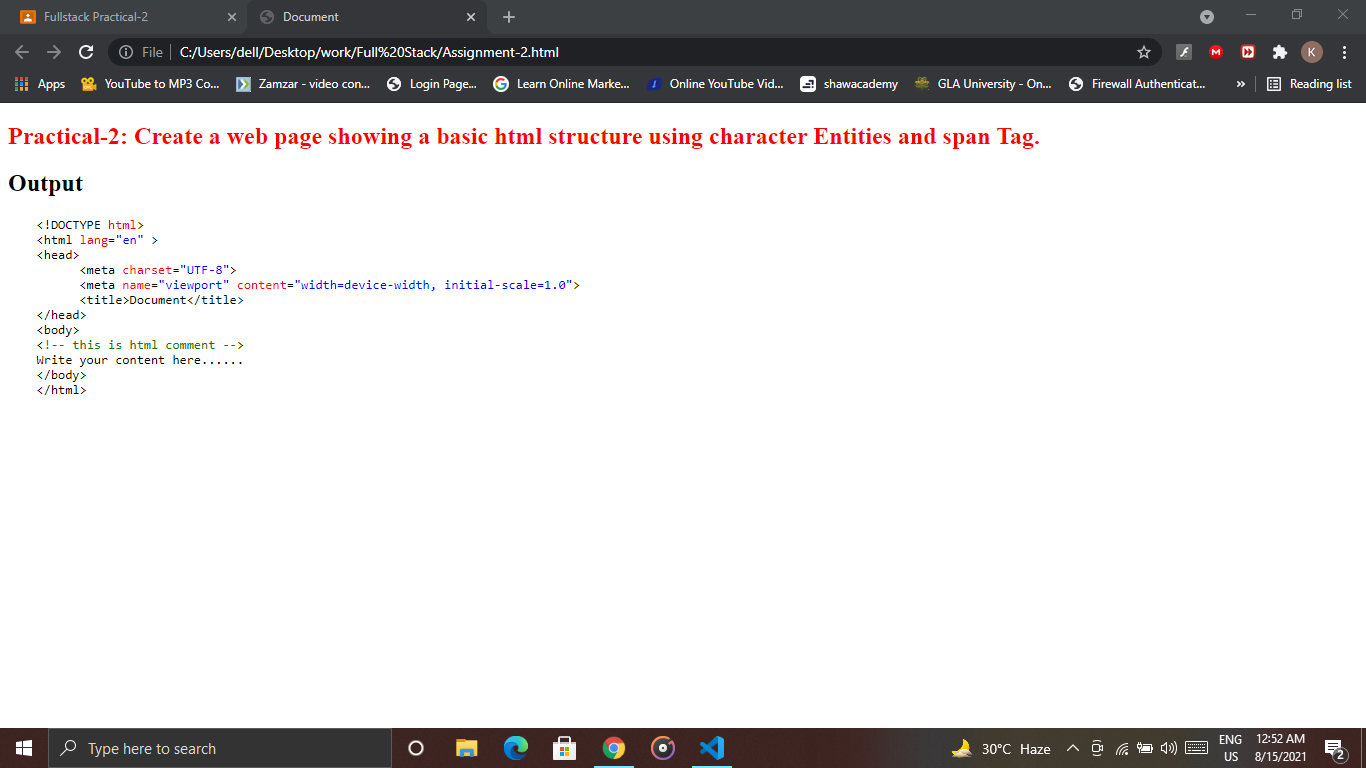 Fullstack Practical-2
Document
File C:/Users/dell/Desktop/work/Full%20Stack/Assignment-2.html
K
Apps YouTube to MP3 Co... Zamzar - video con... Login Page... Learn Online Marke... Online YouTube Vid... shawacademy GLA University - On... Firewall Authenticat... » Reading list
Practical-2: Create a web page showing a basic html structure using character Entities and span Tag.
Output
<!DOCTYPE html>
<html lang="en" >
<head>
<meta charset="UTF-8">
<meta name="viewport" content="width=device-width, initial-scale=1.0">
<title>Document</title>
</head>
<body>
<!-- this is html comment -->
Write your content here......
</body>
</html>
Type here to search
30°C Haze
ENG
US
12:52 AM
8/15/2021
2